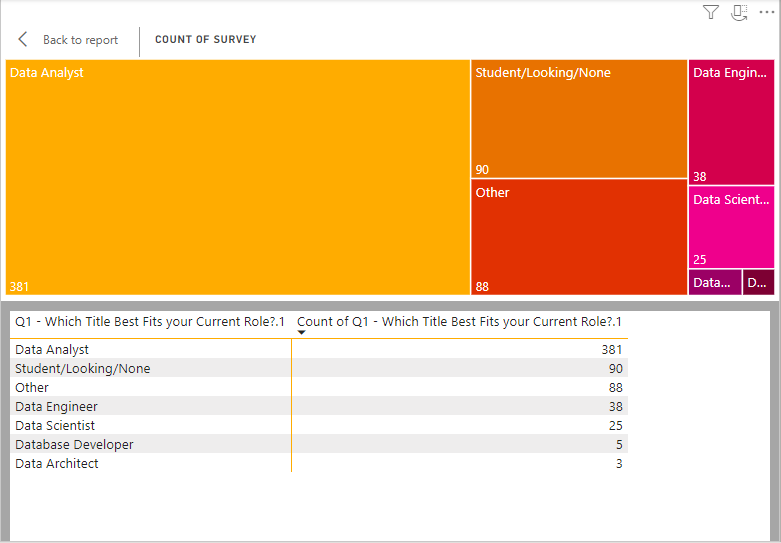 Back to report
COUNT OF SURVEY
Data Analyst
381
Student/Looking/None
90
Other
88
Data Engin...
38
Data Scient...
25
Data...
D...
Q1 - Which Title Best Fits your Current Role?.1 Count of Q1 - Which Title Best Fits your Current Role?.1
Data Analyst 381
Student/Looking/None 90
Other 88
Data Engineer 38
Data Scientist 25
Database Developer 5
Data Architect 3